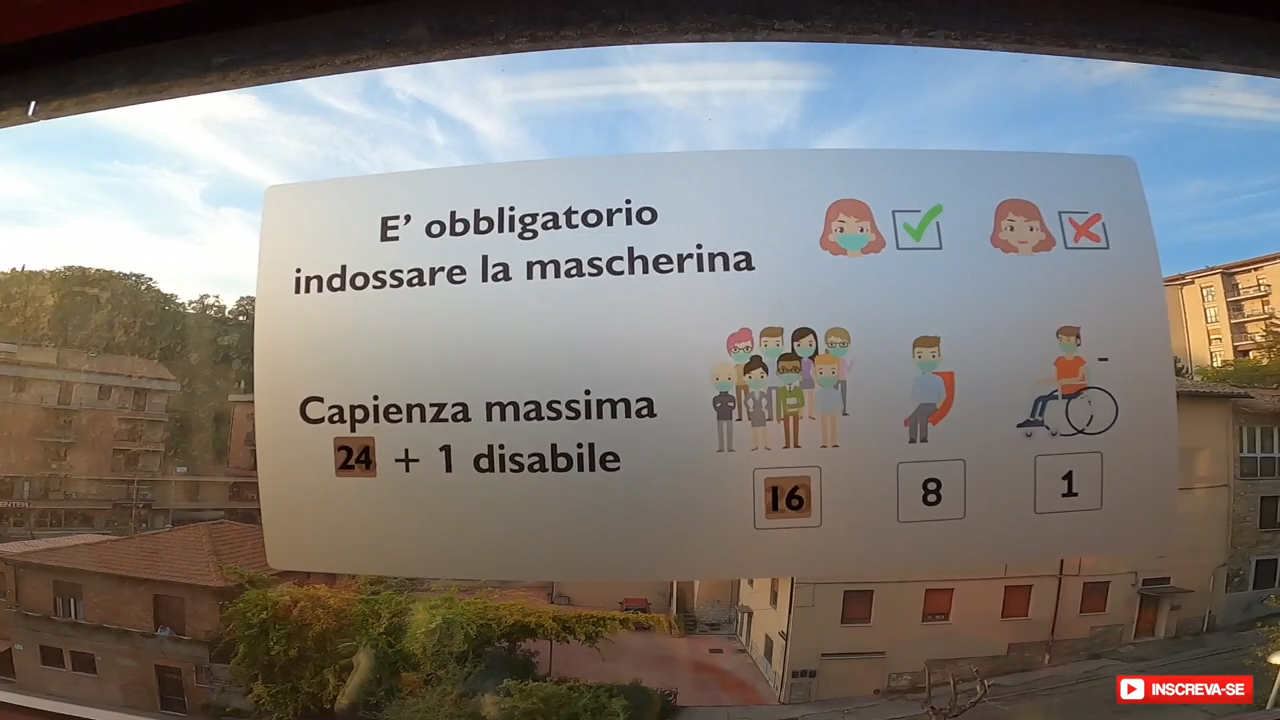 E' obbligatorio
indossare la mascherina
Capienza massima
24 + 1 disabile
16
8
1
INSCREVA-SE